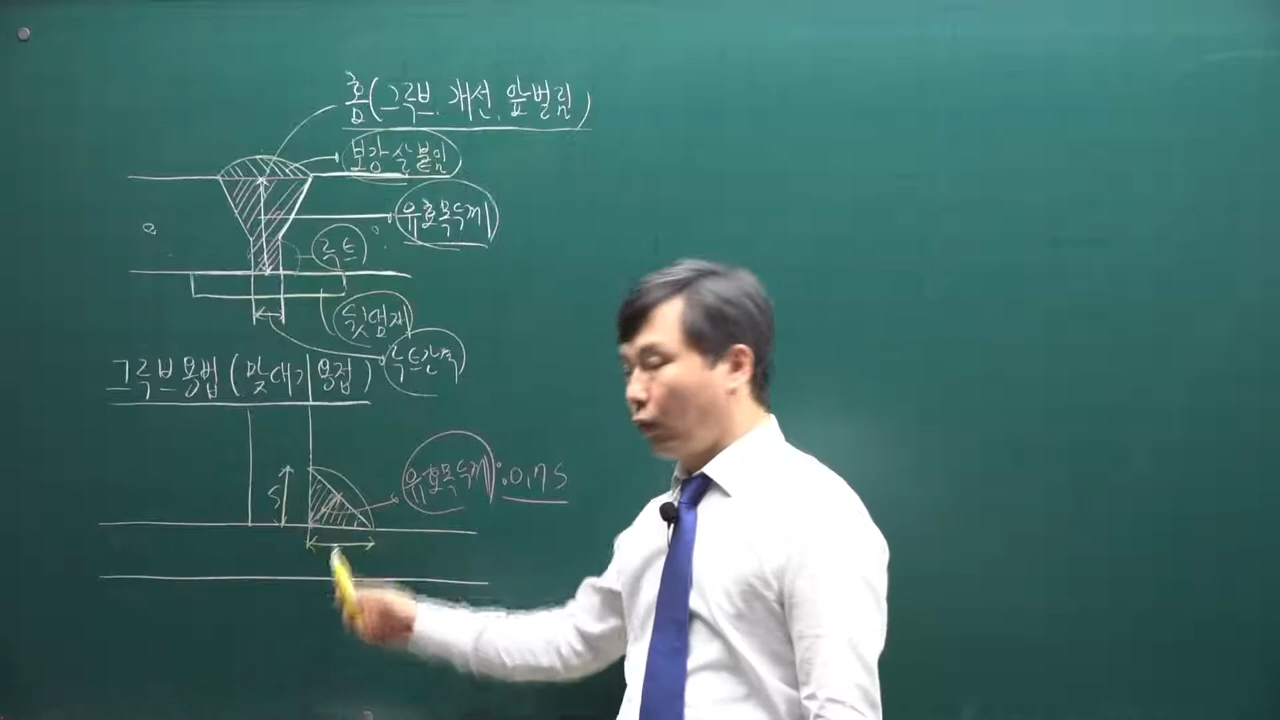 홈(그루브. 개선. 앞벌림)
보강살붙임
유효목두께
루트
뒷댐재
루트간격
그루브용법(맞대기용접)
S
유효목두께:0.7S